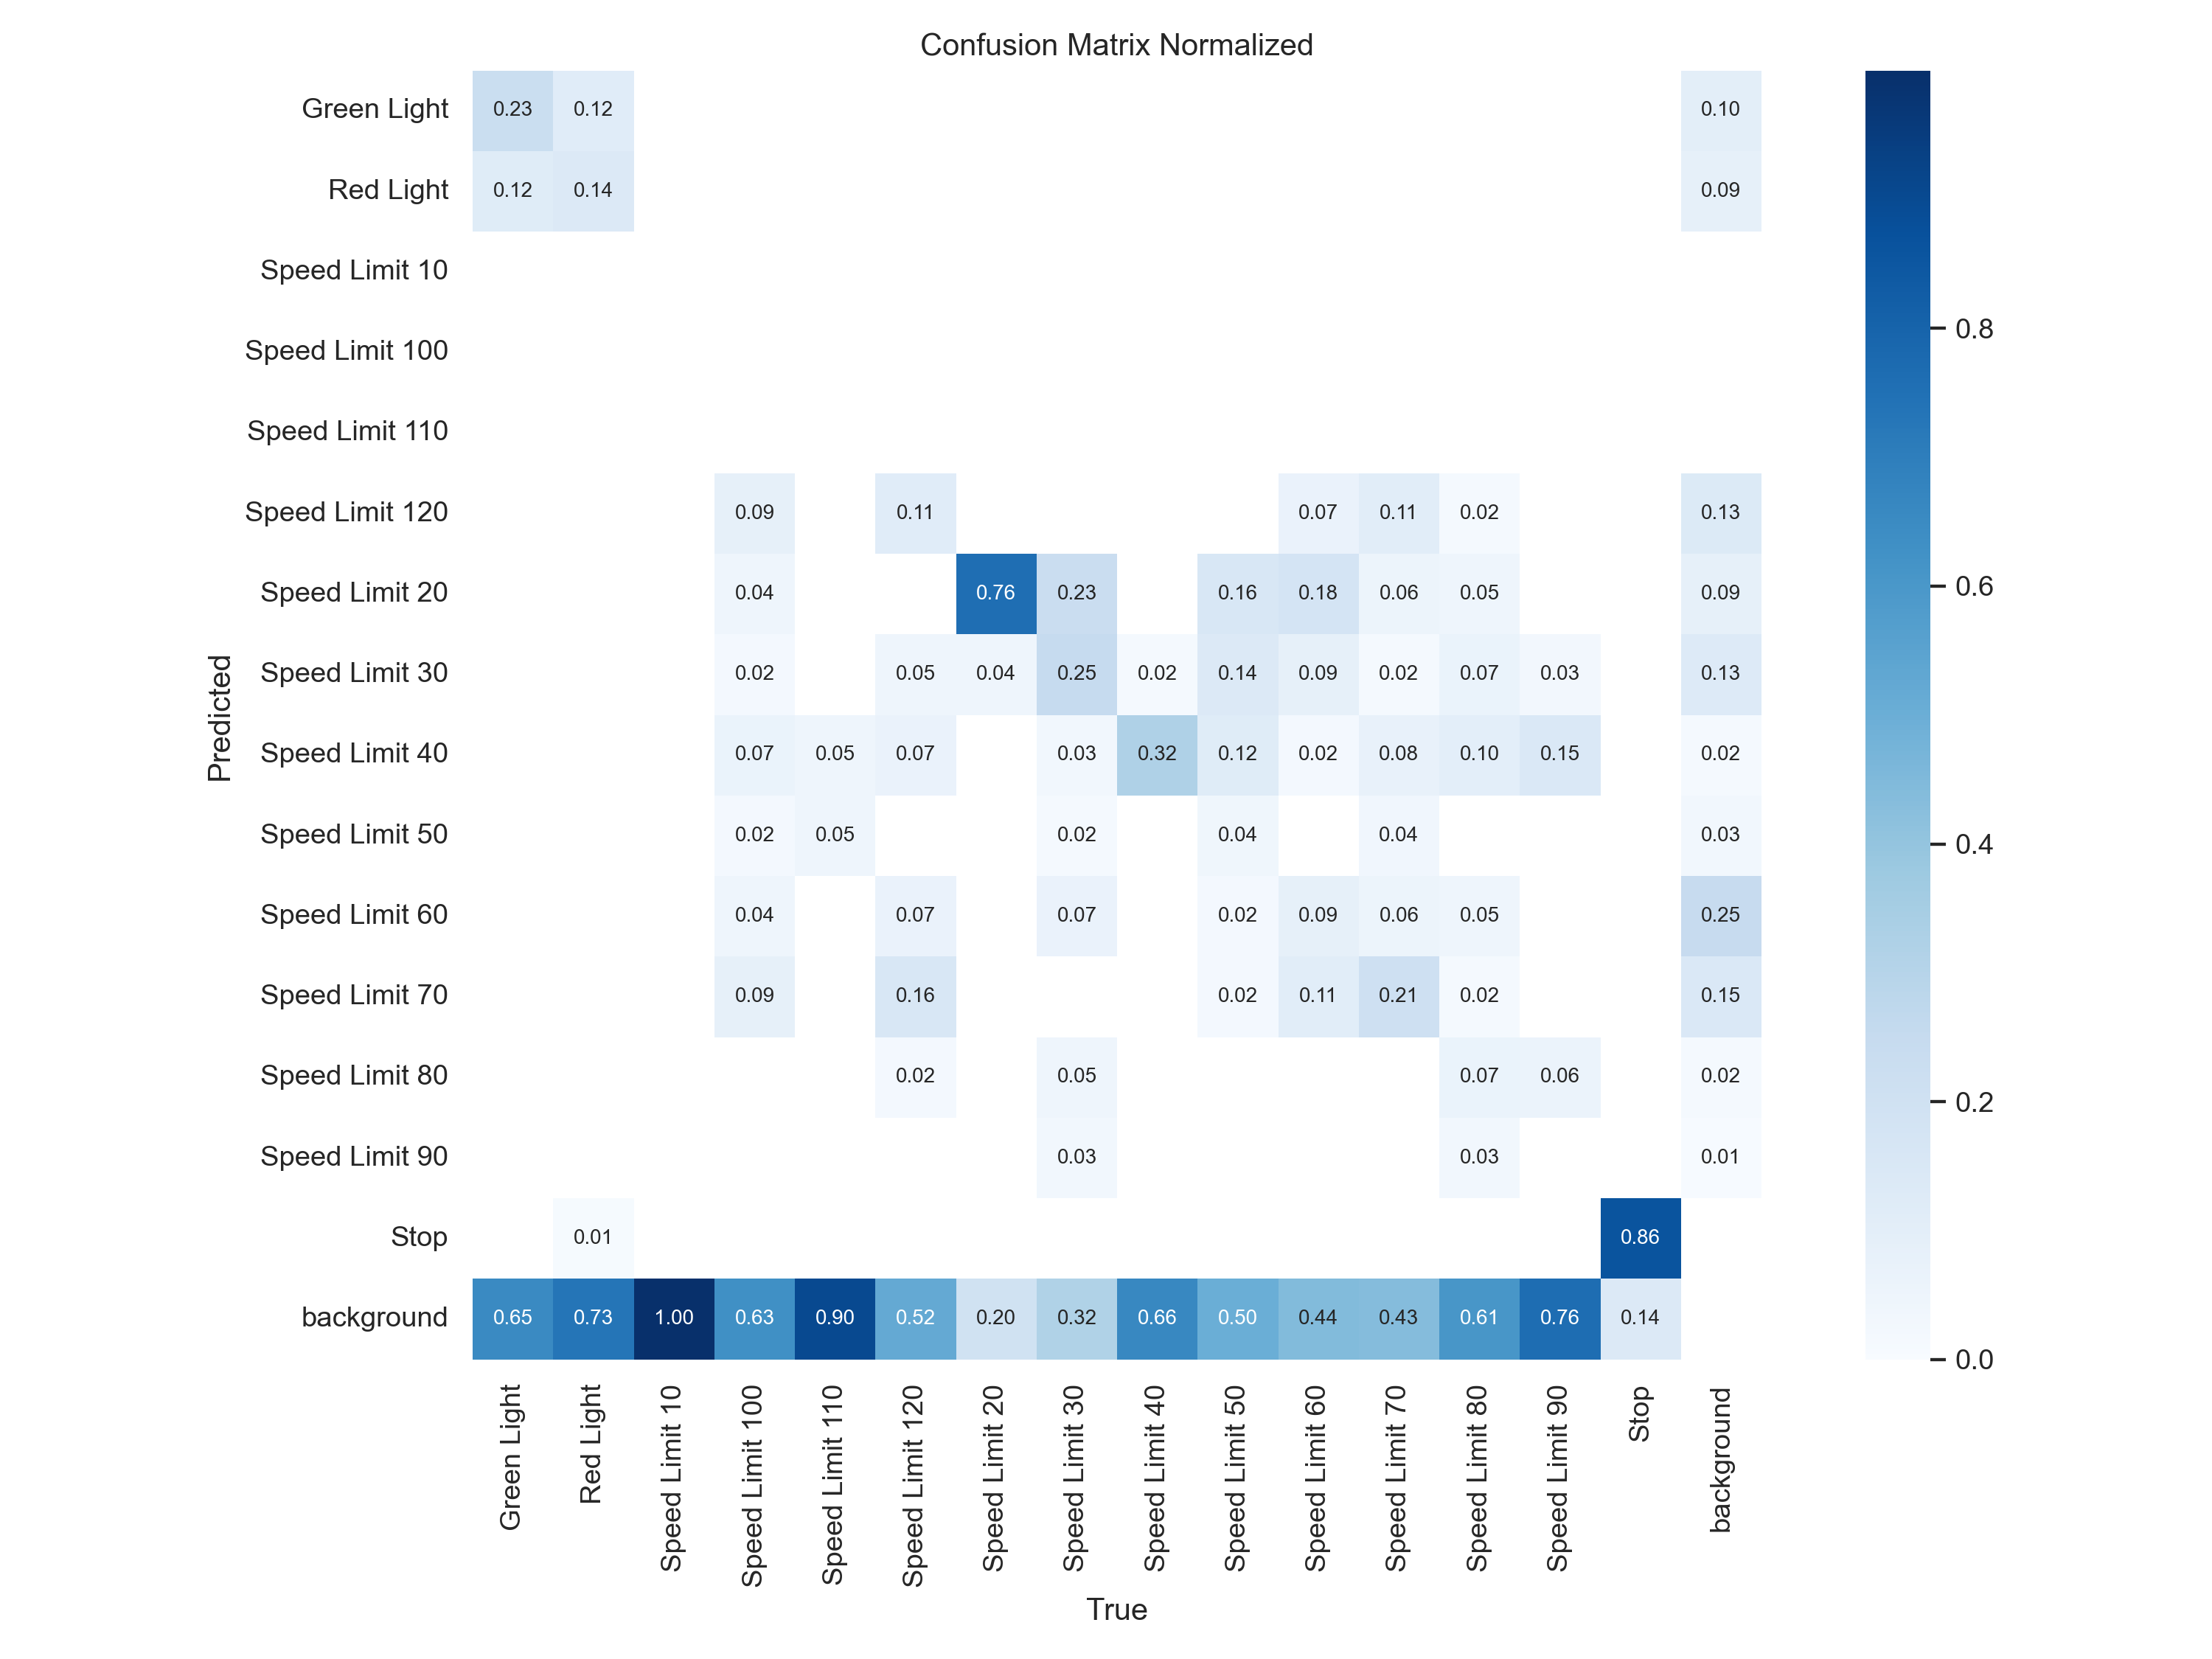 Confusion Matrix Normalized
Green Light 0.23 0.12 0.10
Red Light 0.12 0.14 0.09
Speed Limit 10
Speed Limit 100
Speed Limit 110
Speed Limit 120 0.09 0.11 0.07 0.11 0.02 0.13
Speed Limit 20 0.04 0.76 0.23 0.16 0.18 0.06 0.05 0.09
Speed Limit 30 0.02 0.05 0.04 0.25 0.02 0.14 0.09 0.02 0.07 0.03 0.13
Speed Limit 40 0.07 0.05 0.07 0.03 0.32 0.12 0.02 0.08 0.10 0.15 0.02
Speed Limit 50 0.02 0.05 0.02 0.04 0.04 0.03
Speed Limit 60 0.04 0.07 0.07 0.02 0.09 0.06 0.05 0.25
Speed Limit 70 0.09 0.16 0.02 0.11 0.21 0.02 0.15
Speed Limit 80 0.02 0.05 0.07 0.06 0.02
Speed Limit 90 0.03 0.03 0.01
Stop 0.01 0.86
background 0.65 0.73 1.00 0.63 0.90 0.52 0.20 0.32 0.66 0.50 0.44 0.43 0.61 0.76 0.14
Predicted
Green Light
Red Light
Speed Limit 10
Speed Limit 100
Speed Limit 110
Speed Limit 120
Speed Limit 20
Speed Limit 30
Speed Limit 40
Speed Limit 50
Speed Limit 60
Speed Limit 70
Speed Limit 80
Speed Limit 90
Stop
background
True
0.8
0.6
0.4
0.2
0.0